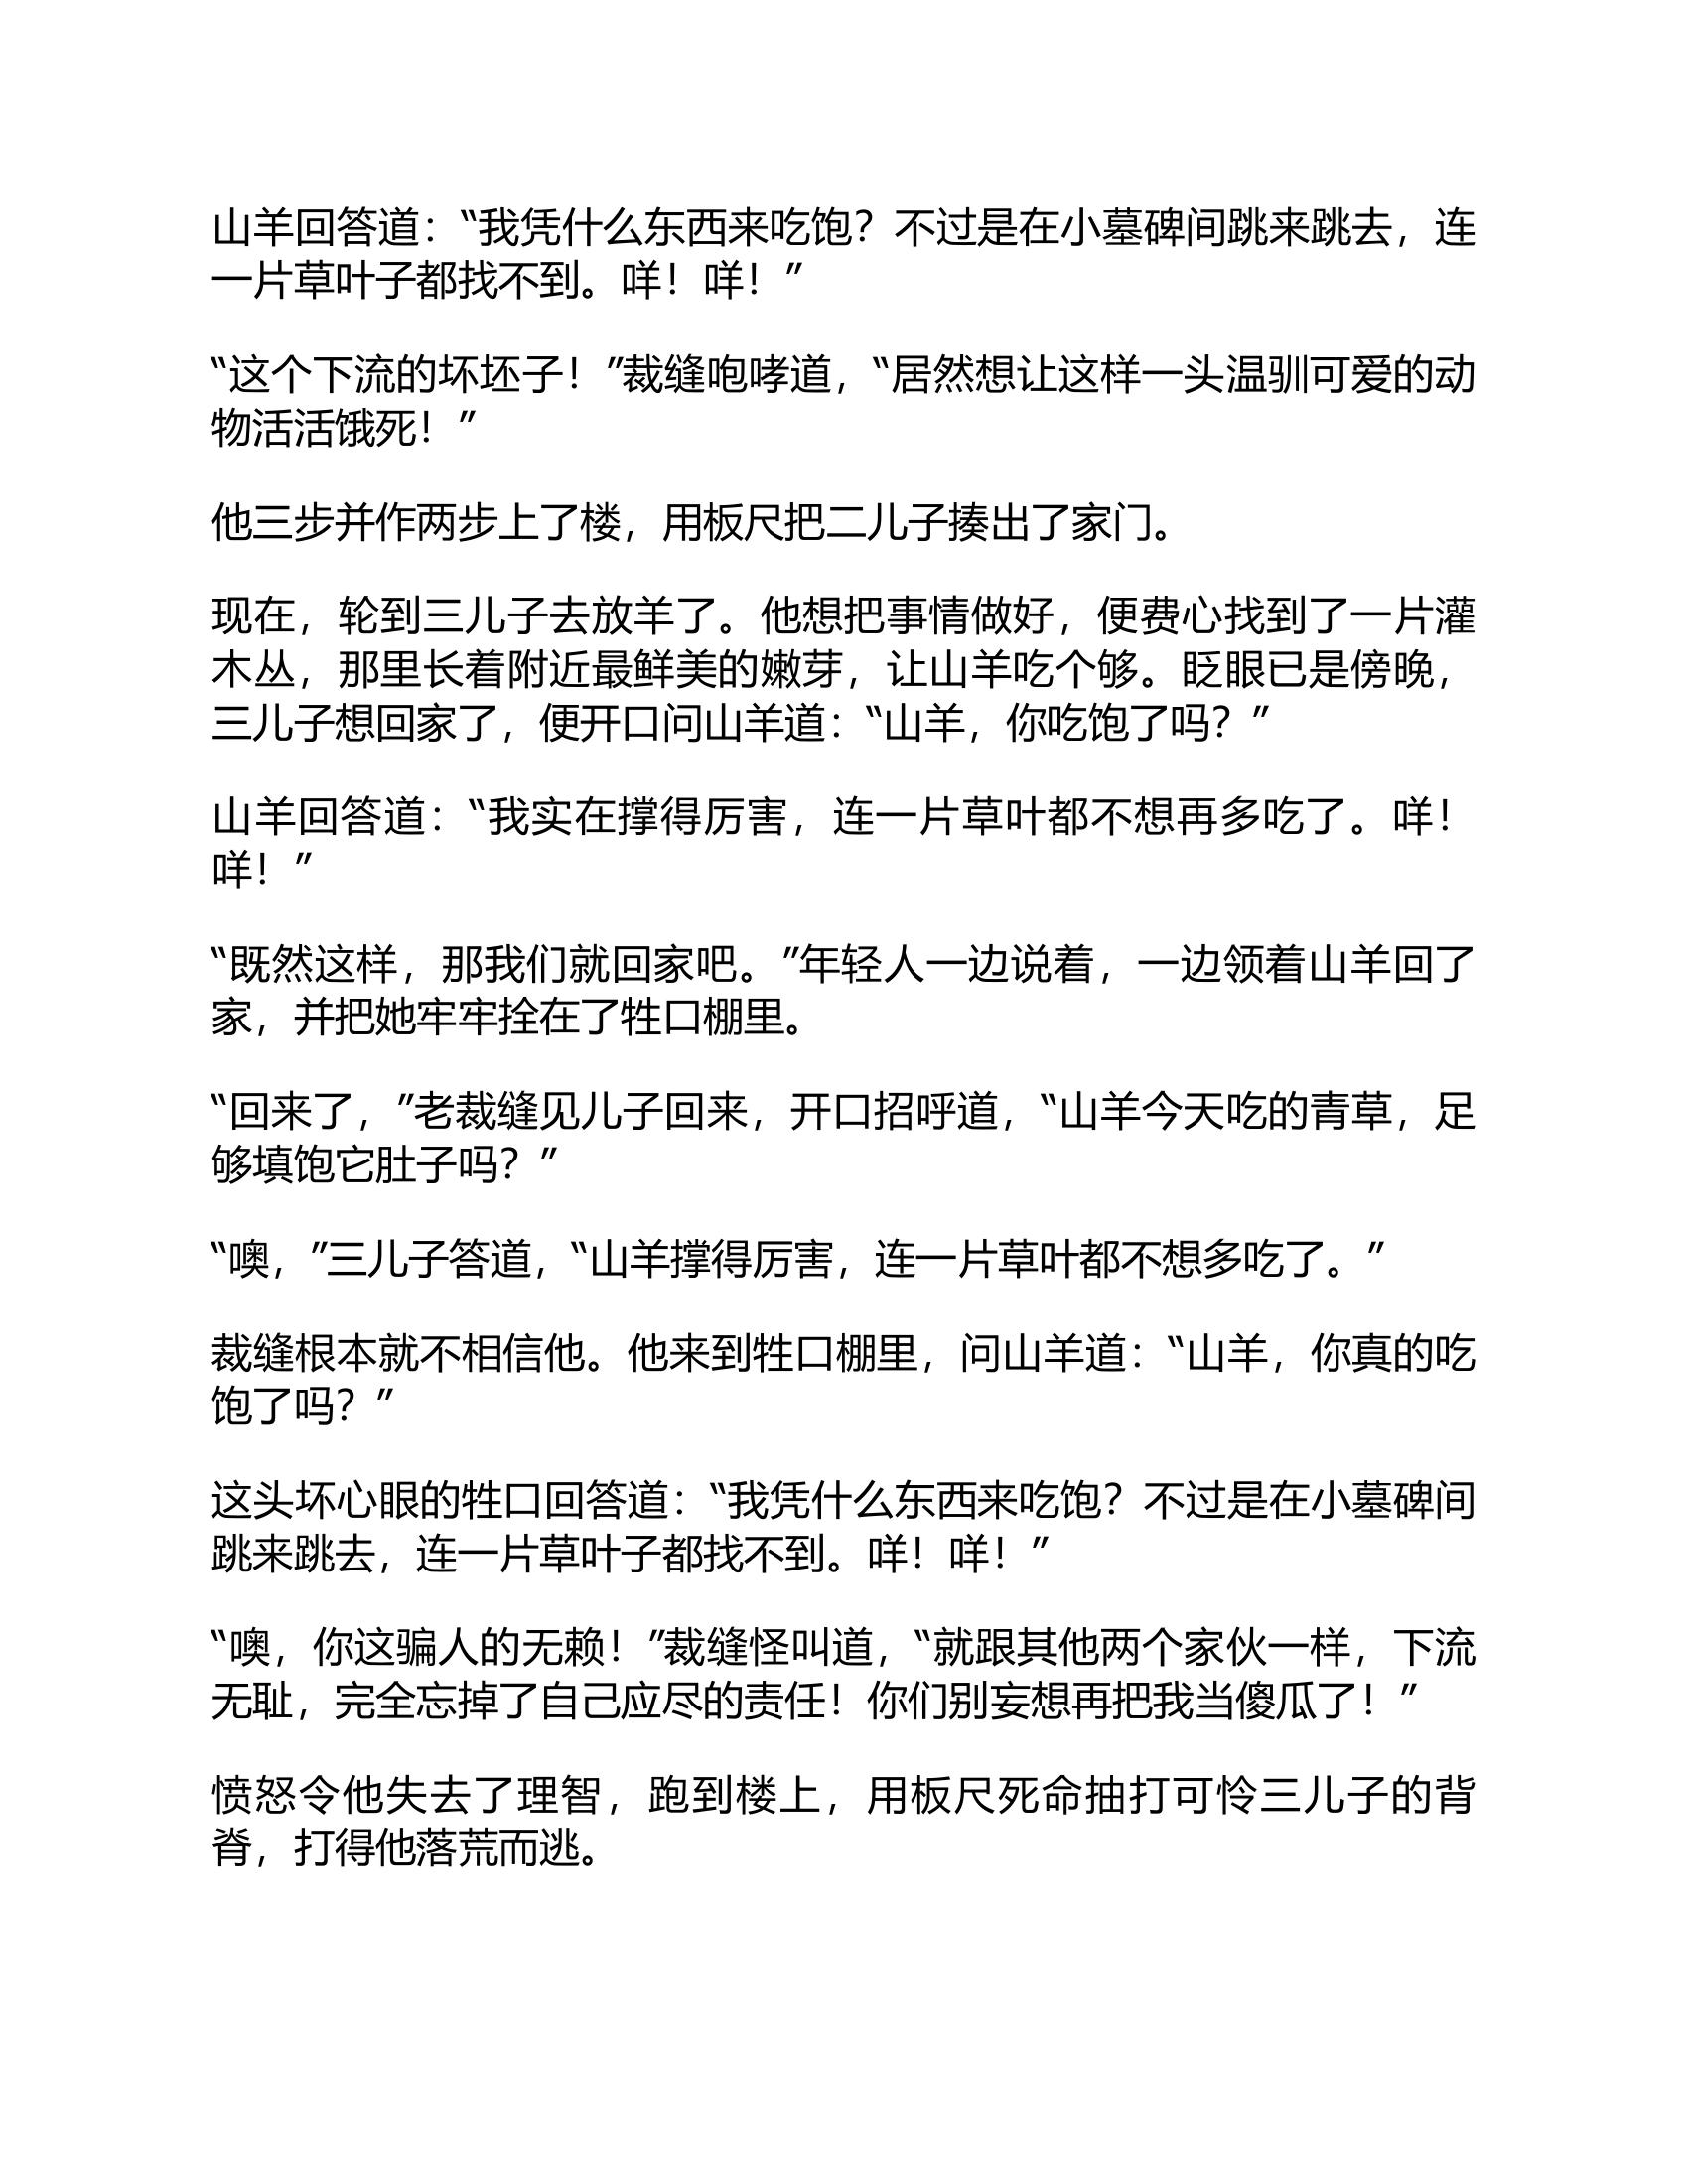 山羊回答道：“我凭什么东西来吃饱？不过是在小墓碑间跳来跳去，连
一片草叶子都找不到。咩！咩！”
“这个下流的坏坯子！”裁缝咆哮道，“居然想让这样一头温驯可爱的动
物活活饿死！”
他三步并作两步上了楼，用板尺把二儿子揍出了家门。
现在，轮到三儿子去放羊了。他想把事情做好，便费心找到了一片灌
木丛，那里长着附近最鲜美的嫩芽，让山羊吃个够。眨眼已是傍晚，
三儿子想回家了，便开口问山羊道：“山羊，你吃饱了吗？”
山羊回答道：“我实在撑得厉害，连一片草叶都不想再多吃了。咩！
咩！”
“既然这样，那我们就回家吧。”年轻人一边说着，一边领着山羊回了
家，并把她牢牢拴在了牲口棚里。
“回来了，”老裁缝见儿子回来，开口招呼道，“山羊今天吃的青草，足
够填饱它肚子吗？”
“噢，”三儿子答道，“山羊撑得厉害，连一片草叶都不想多吃了。”
裁缝根本就不相信他。他来到牲口棚里，问山羊道：“山羊，你真的吃
饱了吗？”
这头坏心眼的牲口回答道：“我凭什么东西来吃饱？不过是在小墓碑间
跳来跳去，连一片草叶子都找不到。咩！咩！”
“噢，你这骗人的无赖！”裁缝怪叫道，“就跟其他两个家伙一样，下流
无耻，完全忘掉了自己应尽的责任！你们别妄想再把我当傻瓜了！”
愤怒令他失去了理智，跑到楼上，用板尺死命抽打可怜三儿子的背
脊，打得他落荒而逃。